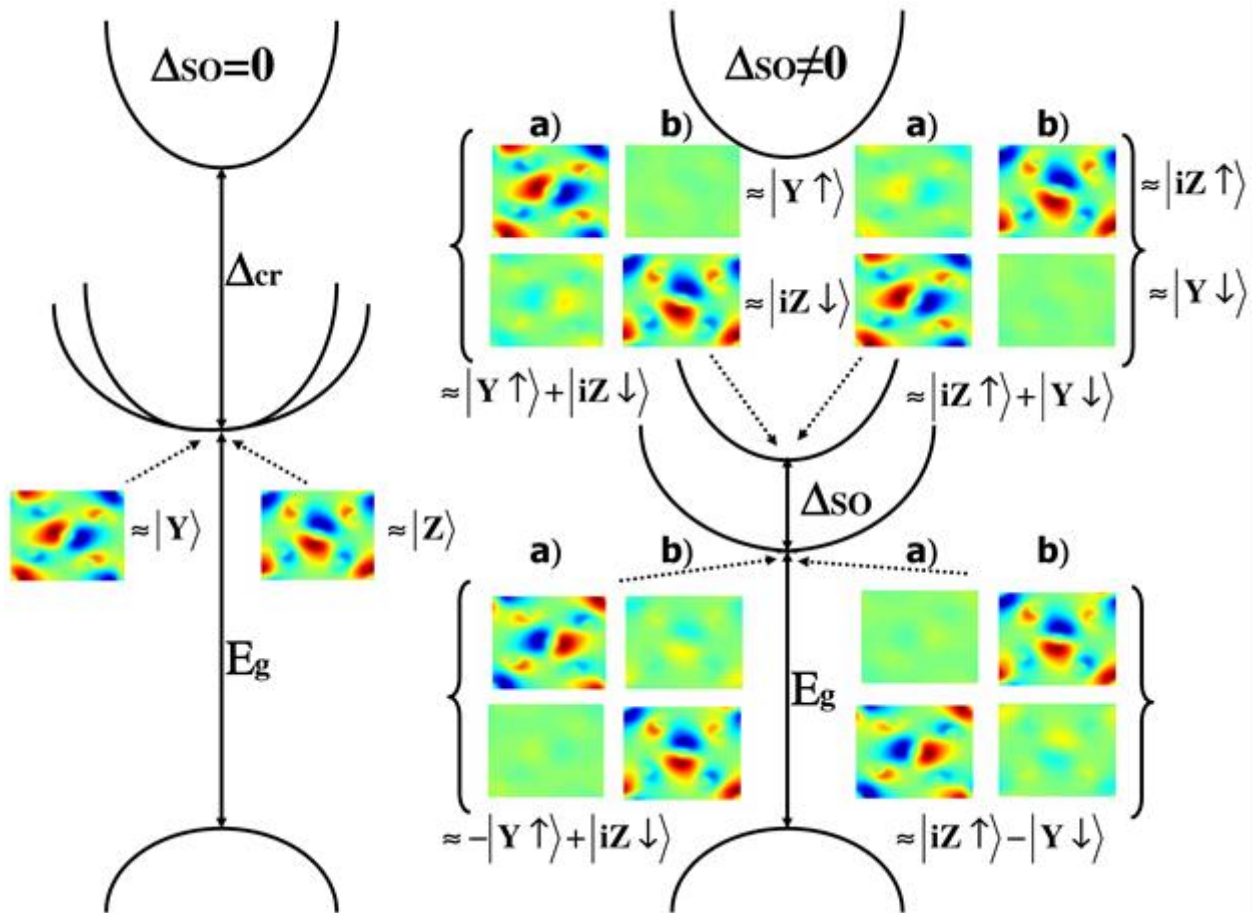 ΔSO=0
ΔSO≠0
a) b) a) b)
≈|Y ↑⟩ ≈|iZ ↑⟩
Δcr
≈|iZ ↓⟩ ≈|Y ↓⟩
≈|Y ↑⟩+|iZ ↓⟩ ≈|iZ ↑⟩+|Y ↓⟩
≈|Y⟩ ≈|Z⟩
ΔSO
a) b) a) b)
Eg Eg
≈−|Y ↑⟩+|iZ ↓⟩ ≈|iZ ↑⟩−|Y ↓⟩